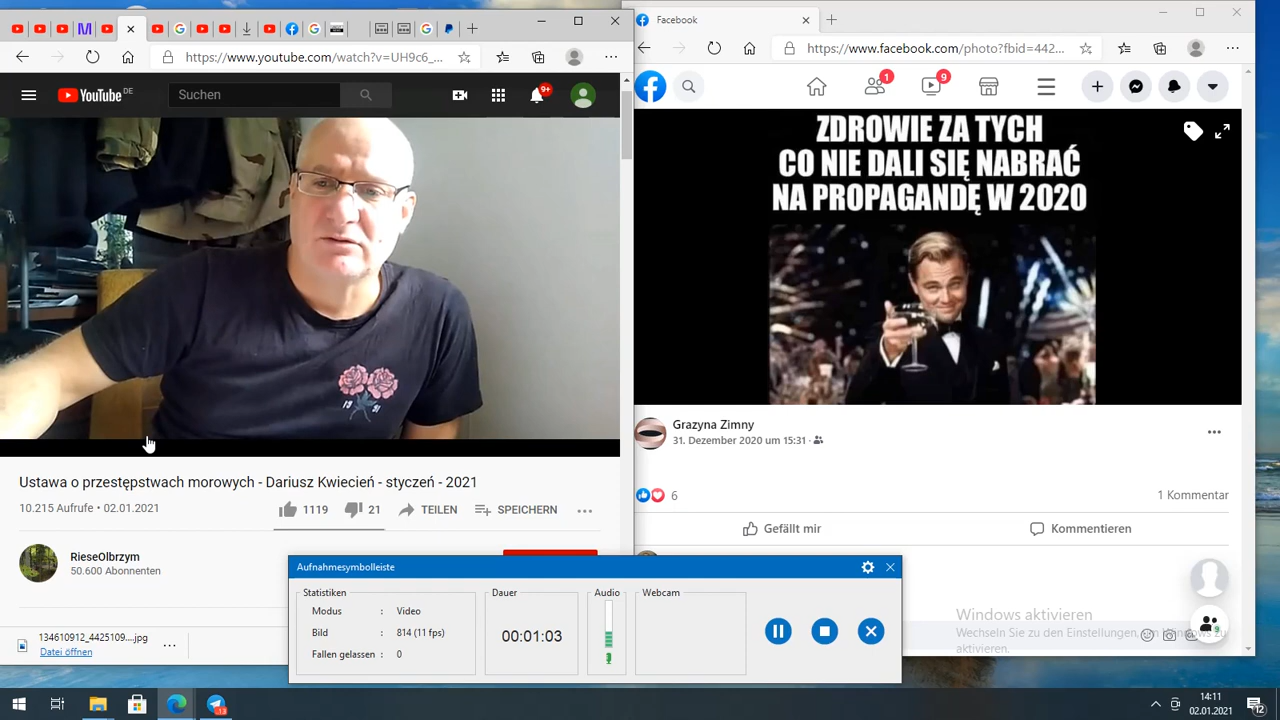 https://www.youtube.com/watch?v=UH9c6_...
YouTube DE
Suchen
9+
Ustawa o przestępstwach morowych - Dariusz Kwiecień - styczeń - 2021
10.215 Aufrufe • 02.01.2021
1119
21
TEILEN
SPEICHERN
RieseOlbrzym
50.600 Abonnenten
134610912_4425109....jpg
Datei öffnen
Facebook
https://www.facebook.com/photo?fbid=442...
1
9
ZDROWIE ZA TYCH
CO NIE DALI SIĘ NABRAĆ
NA PROPAGANDĘ W 2020
Grazyna Zimny
31. Dezember 2020 um 15:31
6
1 Kommentar
Gefällt mir
Kommentieren
Windows aktivieren
Wechseln Sie zu den Einstellungen, um Windows zu
aktivieren.
Aufnahmesymbolleiste
Statistiken
Modus : Video
Bild : 814 (11 fps)
Fallen gelassen : 0
Dauer
00:01:03
Audio
Webcam
14:11
02.01.2021
12